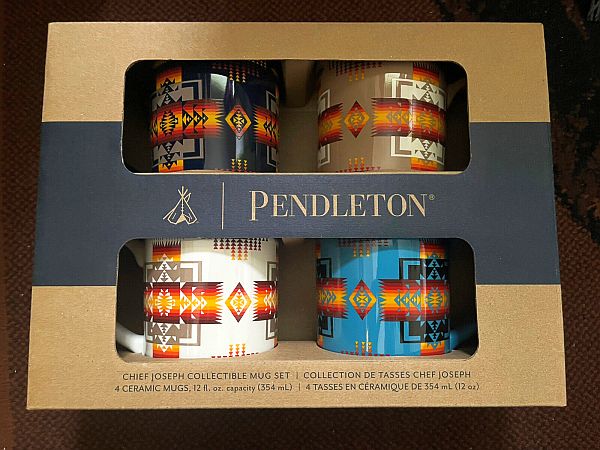 PENDLETON®
CHIEF JOSEPH COLLECTIBLE MUG SET | COLLECTION DE TASSES CHEF JOSEPH
4 CERAMIC MUGS, 12 fl. oz. capacity (354 mL) | 4 TASSES EN CÉRAMIQUE DE 354 mL (12 oz)